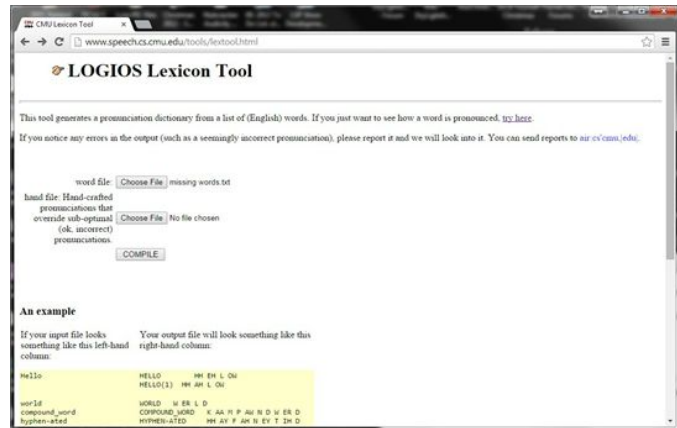 CMU Lexicon Tool
www.speech.cs.cmu.edu/tools/lextool.html
LOGIOS Lexicon Tool
This tool generates a pronunciation dictionary from a list of (English) words. If you just want to see how a word is pronounced, try here.
If you notice any errors in the output (such as a seemingly incorrect pronunciation), please report it and we will look into it. You can send reports to
word file: Choose File missing words.txt
hand file: Hand-crafted
pronunciations that
override sub-optimal Choose File No file chosen
(ok, incorrect)
pronunciations.
COMPILE
An example
If your input file looks
something like this left-hand
column:
Your output file will look something like this
right-hand column:
Hello HELLO HH EH L OW
HELLO(1) HH AH L OW
world WORLD W ER L D
compound_word COMPOUND_WORD K AA M P AW N D W ER D
hyphen-ated HYPHEN-ATED HH AY F AH N EY T IH D